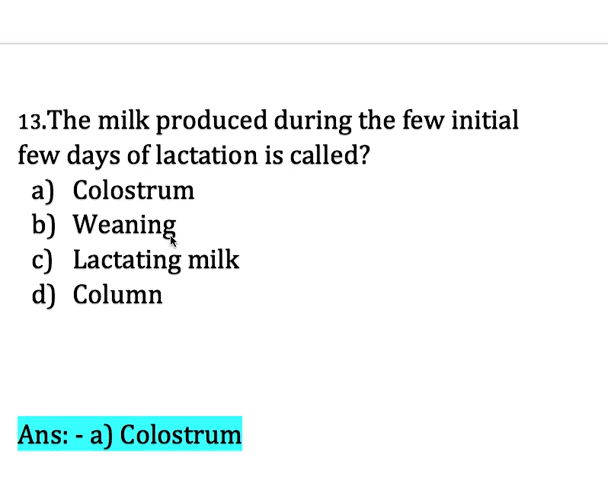 13.The milk produced during the few initial
few days of lactation is called?
a) Colostrum
b) Weaning
c) Lactating milk
d) Column
Ans: - a) Colostrum